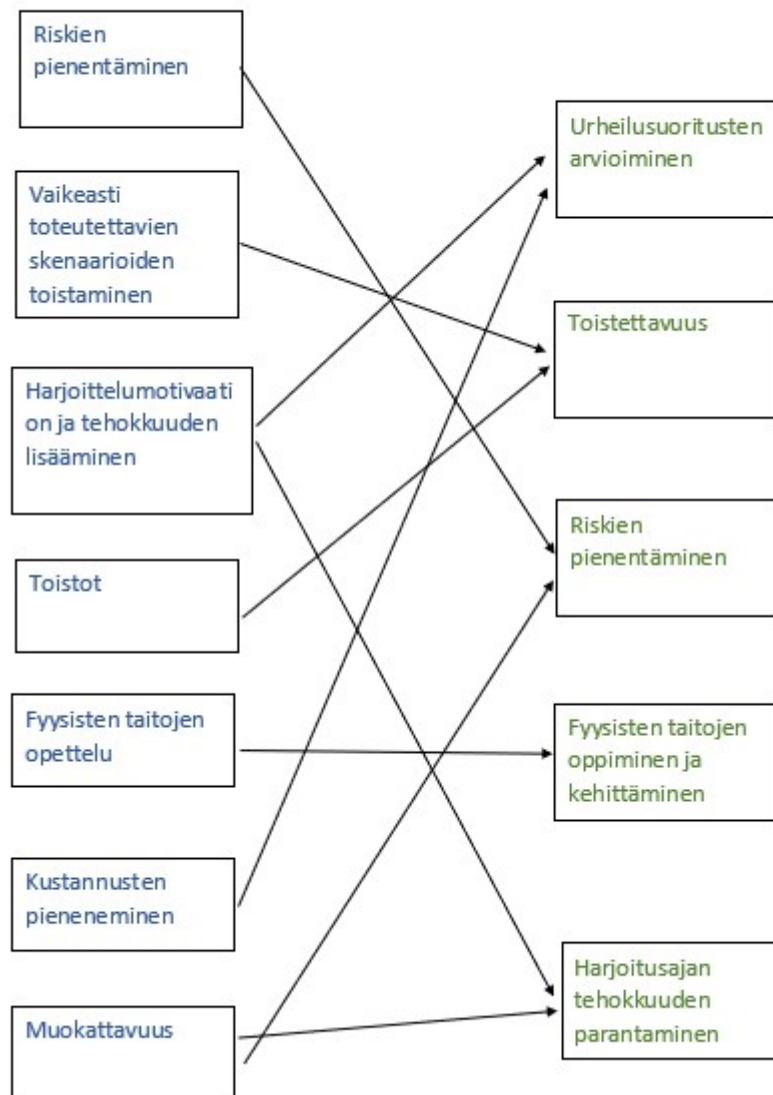 Riskien
pienentäminen
Vaikeasti
toteutettavien
skenaarioiden
toistaminen
Harjoittelumotivaati
on ja tehokkuuden
lisääminen
Toistot
Fyysisten taitojen
opettelu
Kustannusten
pieneneminen
Muokattavuus
Urheilusuoritusten
arvioiminen
Toistettavuus
Riskien
pienentäminen
Fyysisten taitojen
oppiminen ja
kehittäminen
Harjoitusajan
tehokkuuden
parantaminen